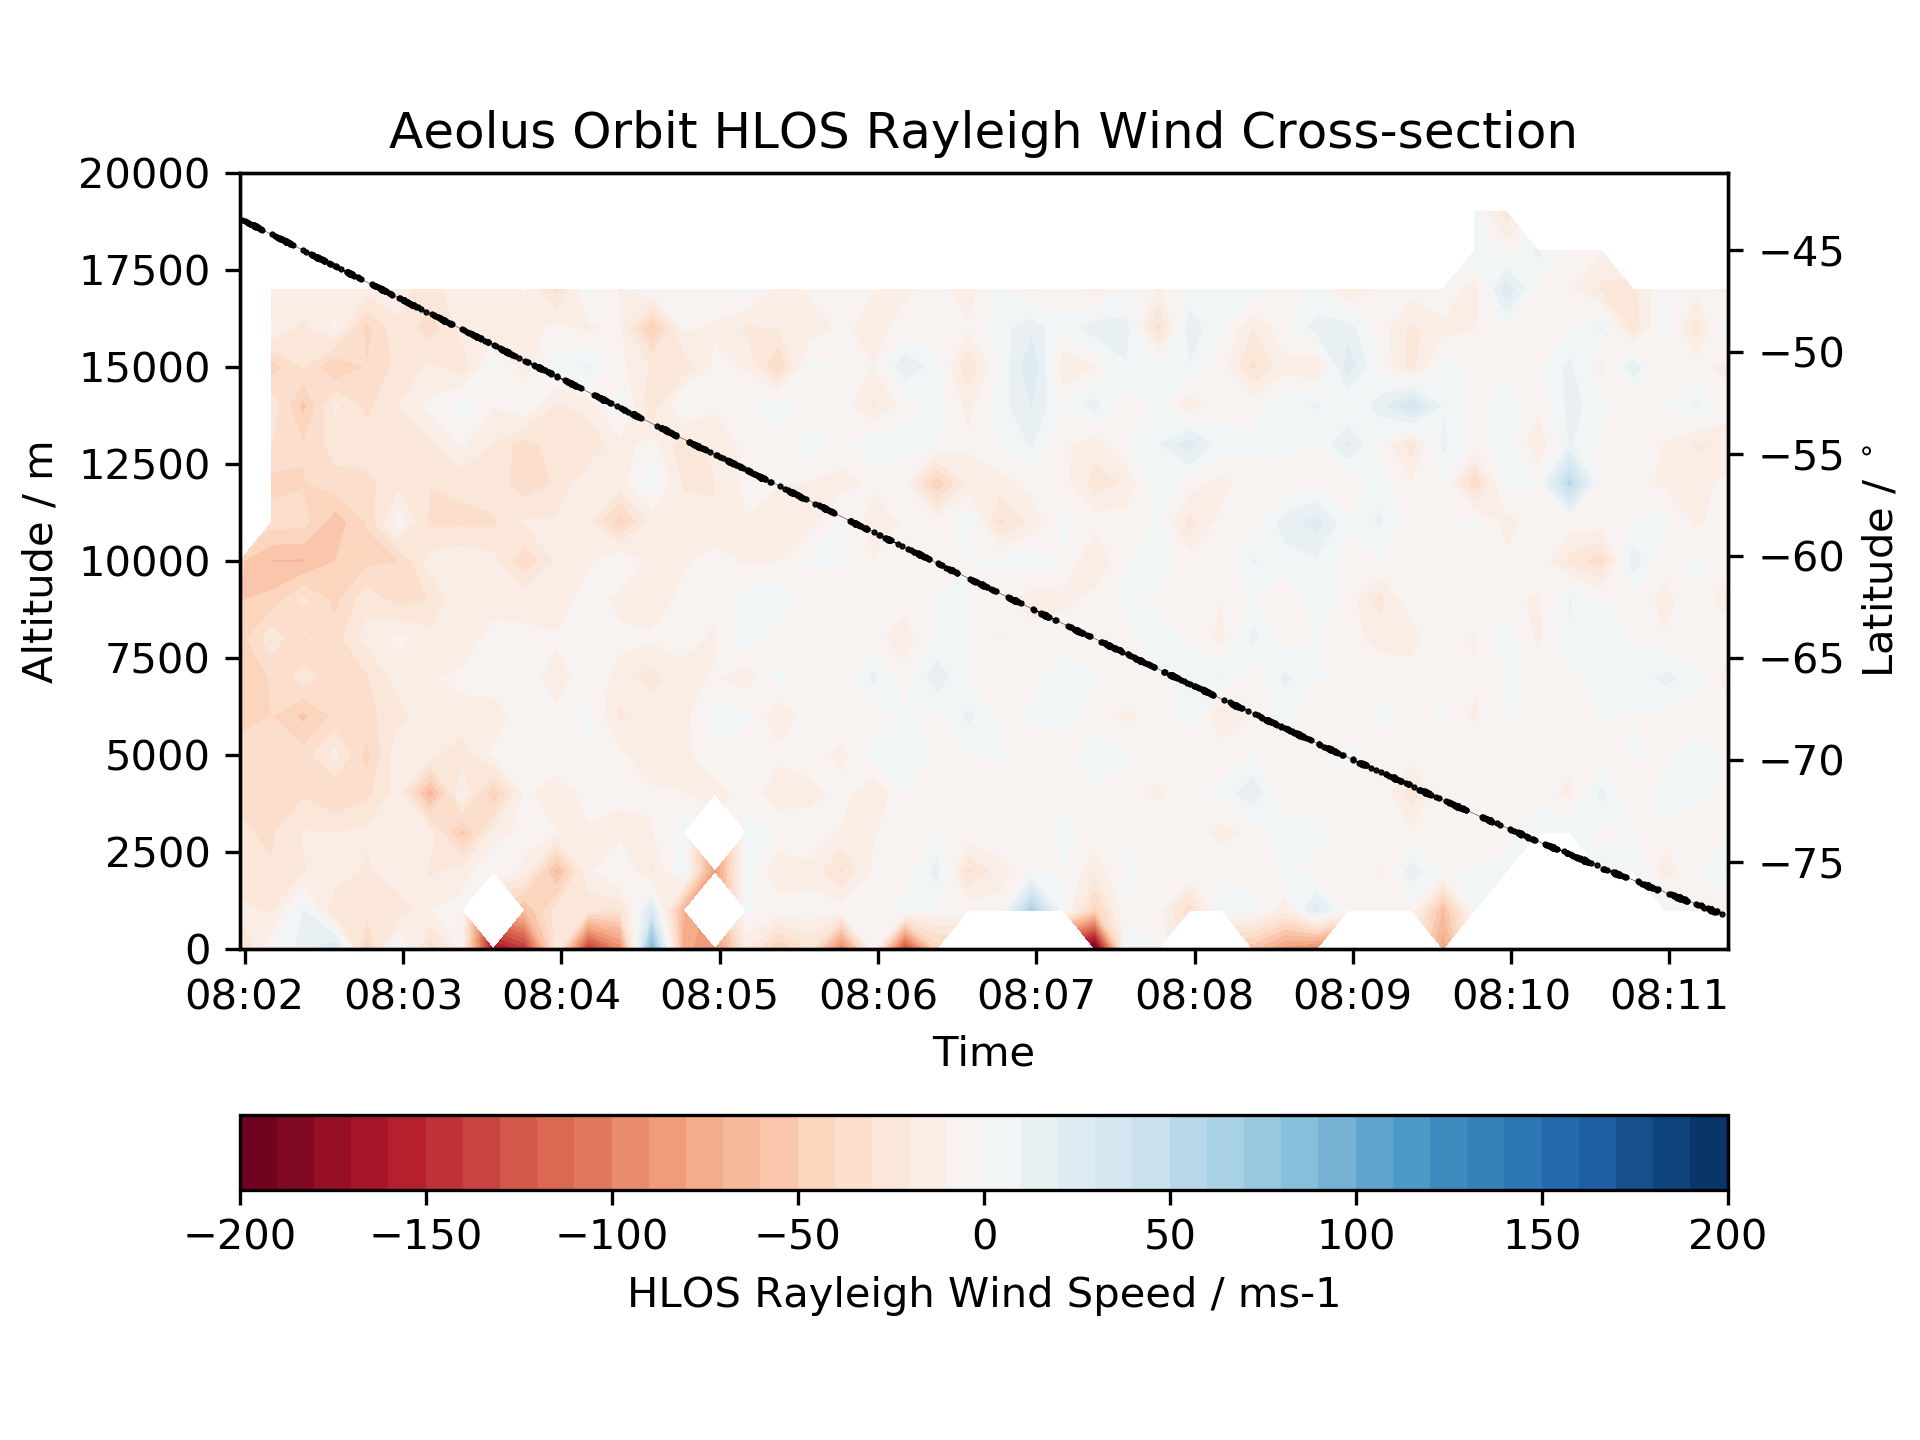 Aeolus Orbit HLOS Rayleigh Wind Cross-section
20000
17500
15000
12500
10000
7500
5000
2500
0
Altitude / m
−45
−50
−55
−60
−65
−70
−75
Latitude / °
08:02 08:03 08:04 08:05 08:06 08:07 08:08 08:09 08:10 08:11
Time
−200 −150 −100 −50 0 50 100 150 200
HLOS Rayleigh Wind Speed / ms-1